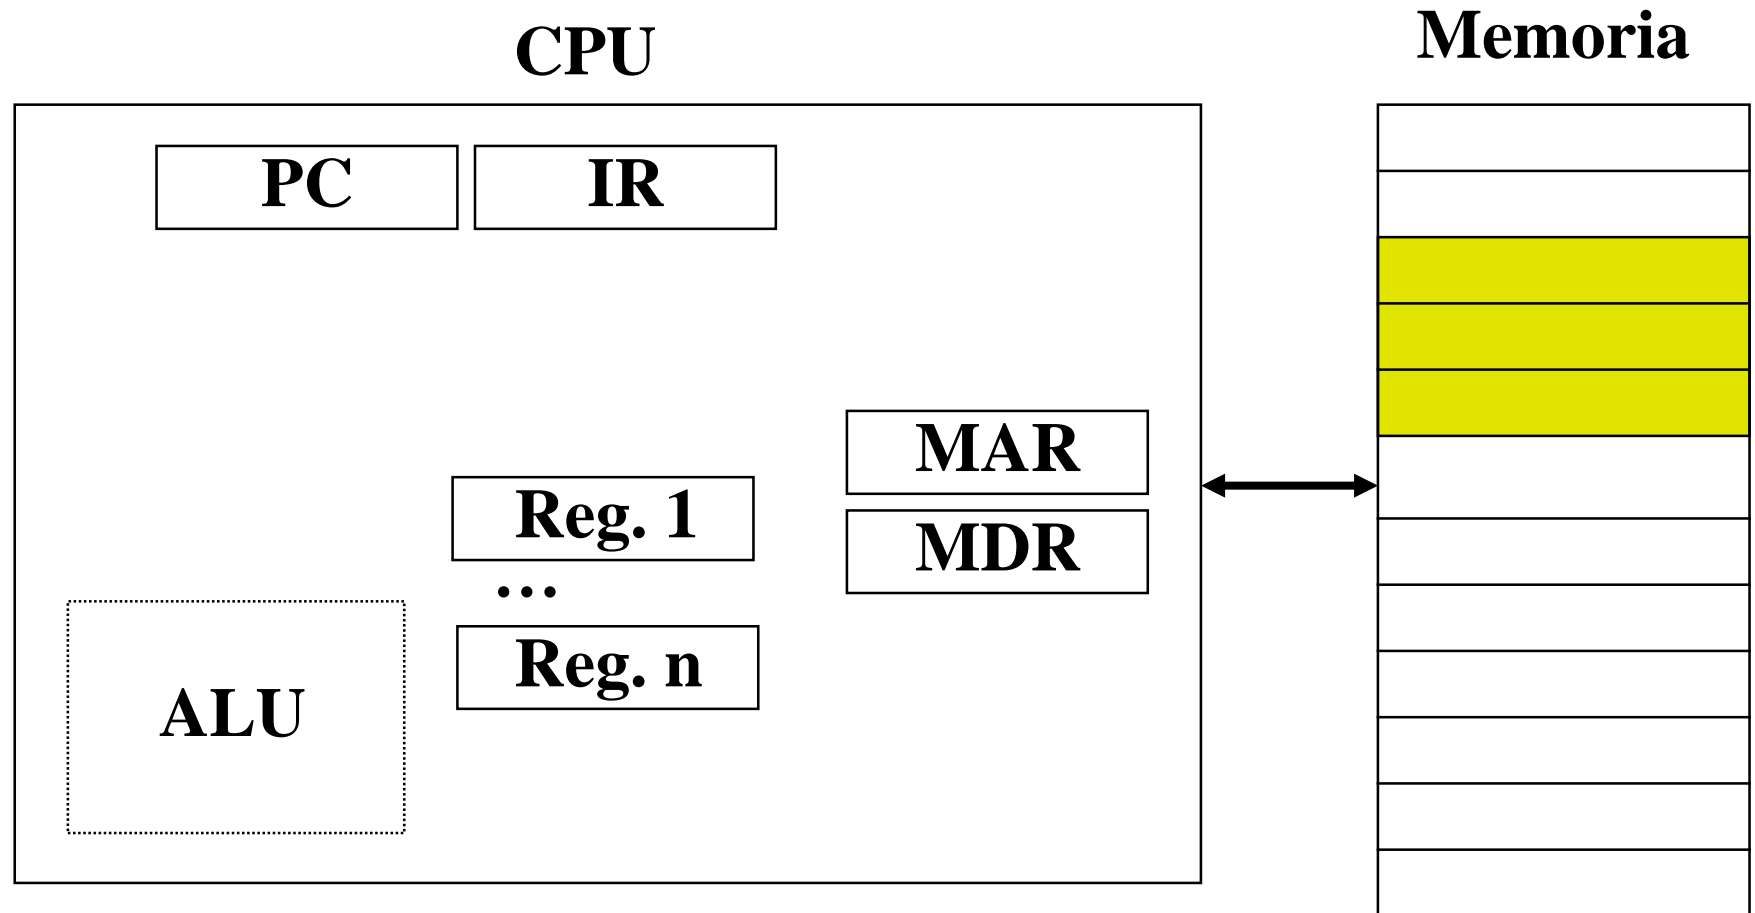 CPU
Memoria
PC
IR
MAR
Reg. 1
MDR
...
Reg. n
ALU